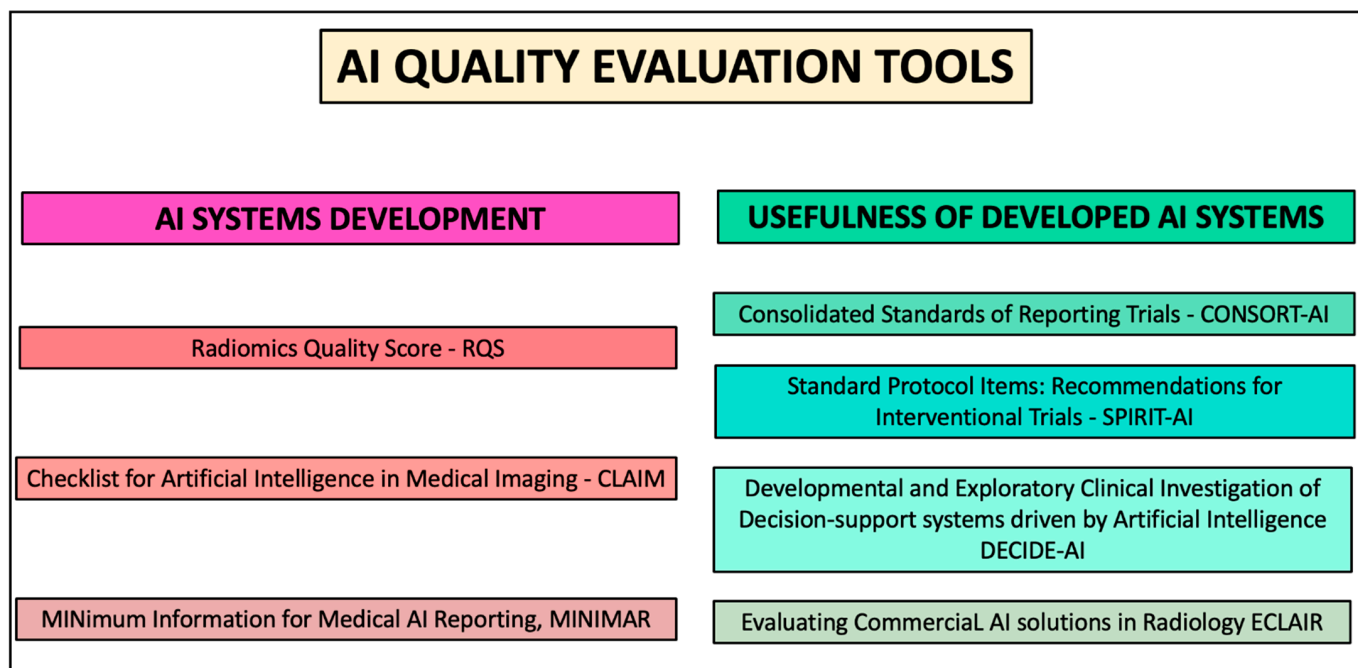 AI QUALITY EVALUATION TOOLS
AI SYSTEMS DEVELOPMENT
Radiomics Quality Score - RQS
Checklist for Artificial Intelligence in Medical Imaging - CLAIM
MINimum Information for Medical AI Reporting, MINIMAR
USEFULNESS OF DEVELOPED AI SYSTEMS
Consolidated Standards of Reporting Trials - CONSORT-AI
Standard Protocol Items: Recommendations for
Interventional Trials - SPIRIT-AI
Developmental and Exploratory Clinical Investigation of
Decision-support systems driven by Artificial Intelligence
DECIDE-AI
Evaluating CommerciaL AI solutions in Radiology ECLAIR